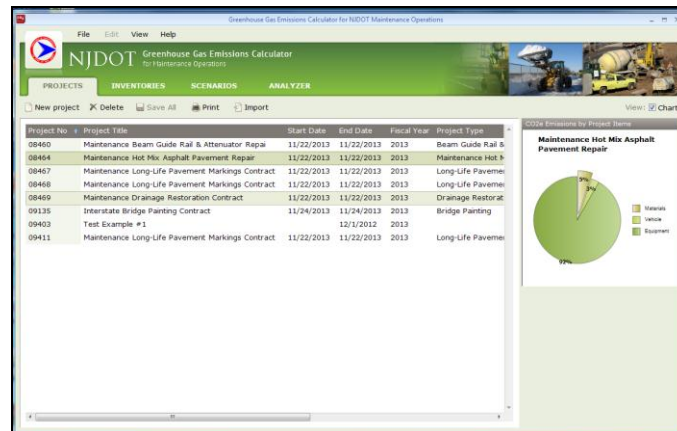 Greenhouse Gas Emissions Calculator for NJDOT Maintenance Operations
File Edit View Help
NJDOT Greenhouse Gas Emissions Calculator
for Maintenance Operations
PROJECTS INVENTORIES SCENARIOS ANALYZER
New project Delete Save All Print Import View: Chart
CO2e Emissions by Project Items
Project No Project Title Start Date End Date Fiscal Year Project Type
08460 Maintenance Beam Guide Rail & Attenuator Repai 11/22/2013 11/22/2013 2013 Beam Guide Rail &
08464 Maintenance Hot Mix Asphalt Pavement Repair 11/22/2013 11/22/2013 2013 Maintenance Hot M
08467 Maintenance Long-Life Pavement Markings Contract 11/22/2013 11/22/2013 2013 Long-Life Paveme
08468 Maintenance Long-Life Pavement Markings Contract 11/22/2013 11/22/2013 2013 Long-Life Paveme
08469 Maintenance Drainage Restoration Contract 11/22/2013 11/22/2013 2013 Drainage Restorat
09135 Interstate Bridge Painting Contract 11/24/2013 11/24/2013 2013 Bridge Painting
09403 Test Example #1 12/1/2012 2013
09411 Maintenance Long-Life Pavement Markings Contract 11/22/2013 11/22/2013 2013 Long-Life Paveme
Maintenance Hot Mix Asphalt
Pavement Repair
3%
Materials
Vehicle
Equipment